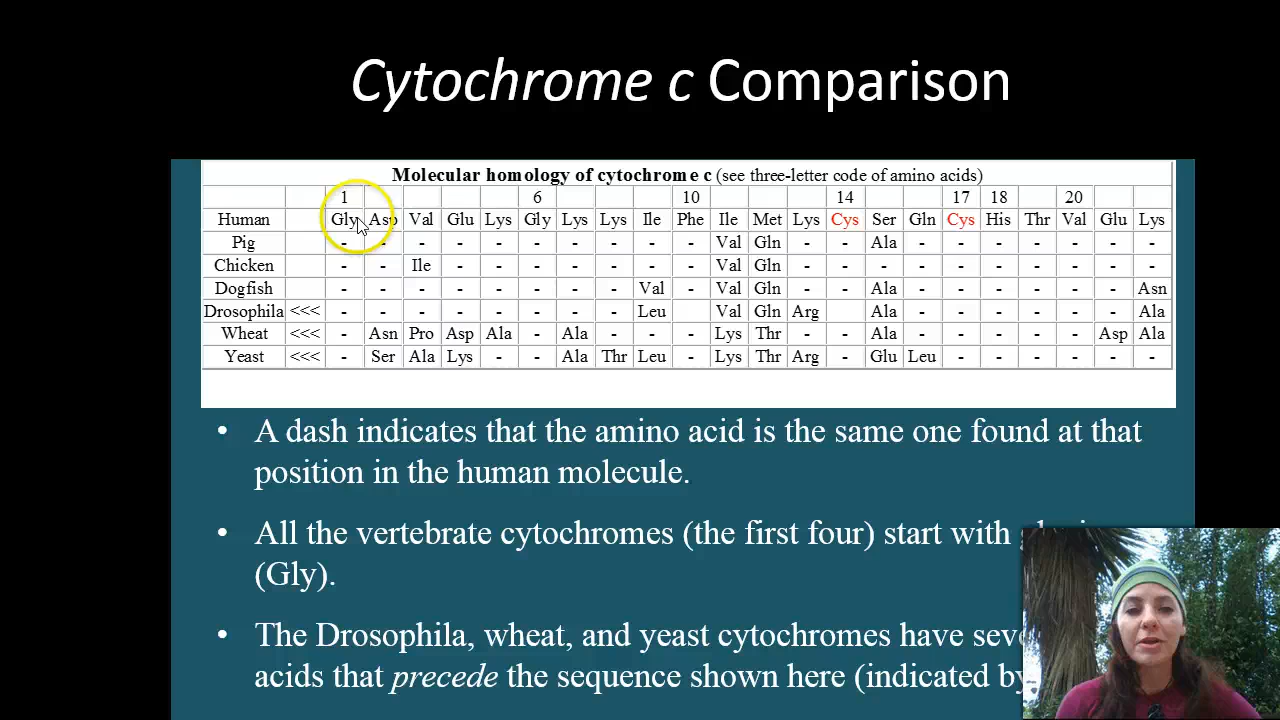 Cytochrome c Comparison
Molecular homology of cytochrome c (see three-letter code of amino acids)
1 6 10 14 17 18 20
Human Gly Asp Val Glu Lys Gly Lys Lys Ile Phe Ile Met Lys Cys Ser Gln Cys His Thr Val Glu Lys
Pig - - - - - - - - - - Val Gln - - Ala - - - - - - -
Chicken - - Ile - - - - - - - Val Gln - - - - - - - - - -
Dogfish - - - - - - - - Val - Val Gln - - Ala - - - - - - Asn
Drosophila <<< - - - - - - - - Leu Val Gln Arg - Ala - - - - - - Ala
Wheat <<< - Asn Pro Asp Ala - Ala - - - Lys Thr - - Ala - - - - - Asp Ala
Yeast <<< - Ser Ala Lys - - Ala Thr Leu - Lys Thr Arg - Glu Leu - - - - - -
• A dash indicates that the amino acid is the same one found at that
position in the human molecule.
• All the vertebrate cytochromes (the first four) start with
(Gly).
• The Drosophila, wheat, and yeast cytochromes have
acids that precede the sequence shown here (indicated by